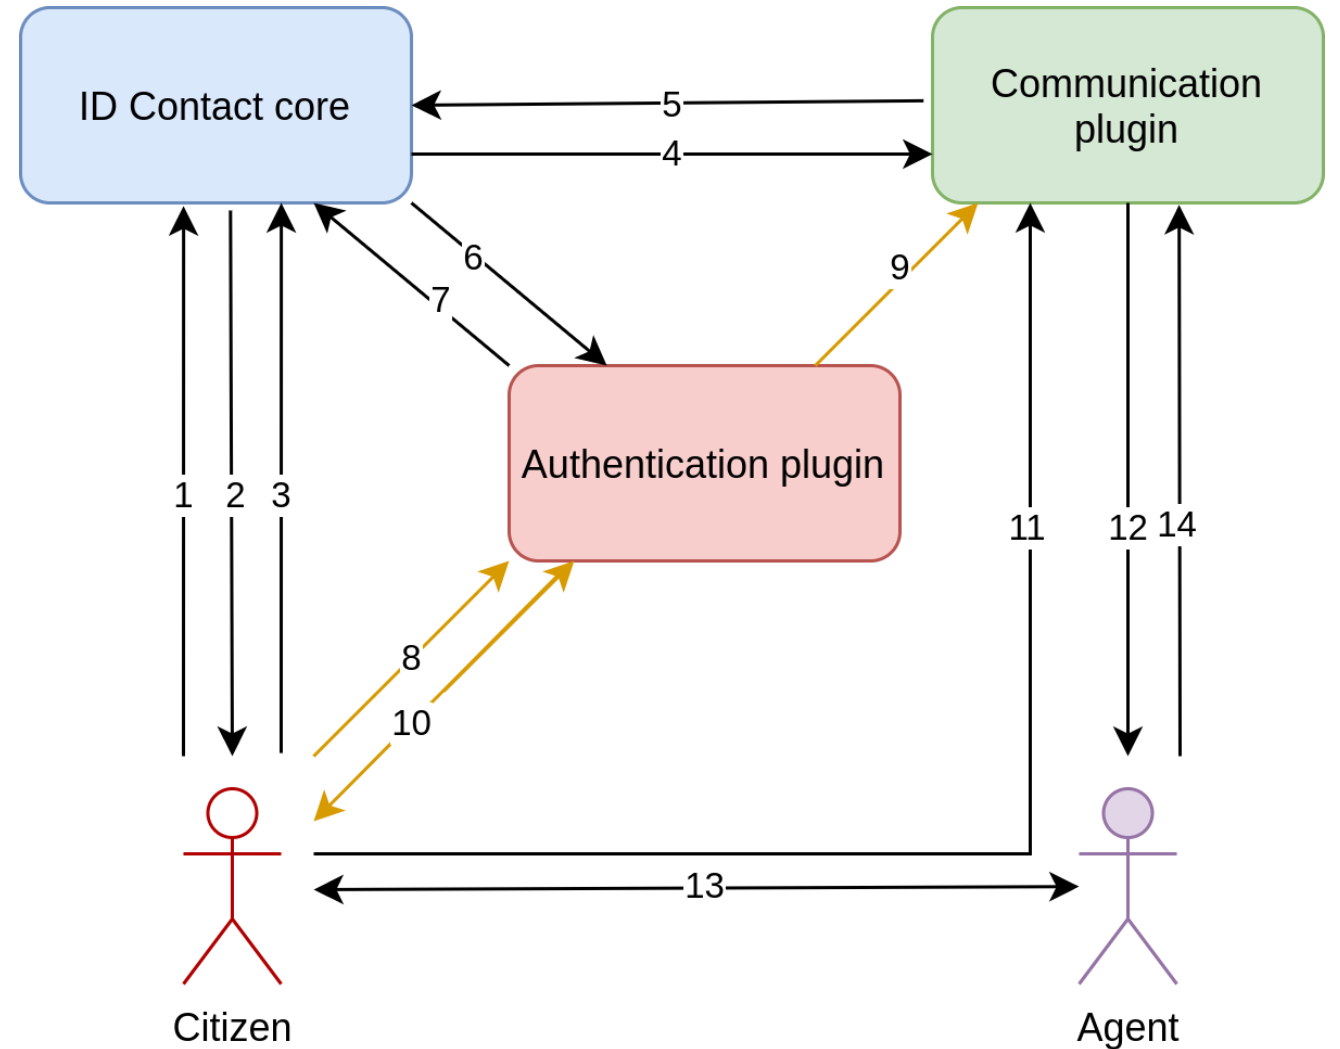 ID Contact core
Communication
plugin
5
4
6
7
9
Authentication plugin
1
2
3
11
12
14
8
10
13
Citizen
Agent